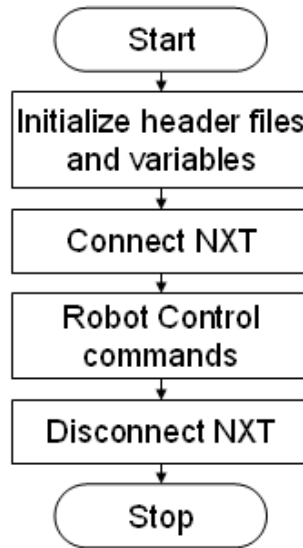 Start
Initialize header files
and variables
Connect NXT
Robot Control
commands
Disconnect NXT
Stop